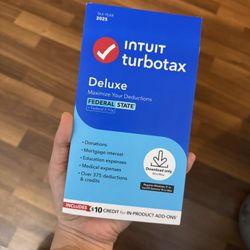 TAX YEAR
2025
INTUIT
turbotax
Deluxe
Maximize Your Deductions
FEDERAL STATE
• Donations
• Mortgage interest
• Education expenses
• Medical expenses
• Over 375 deductions
& credits
Download only
INCLUDES $10 CREDIT for IN-PRODUCT ADD-ONS